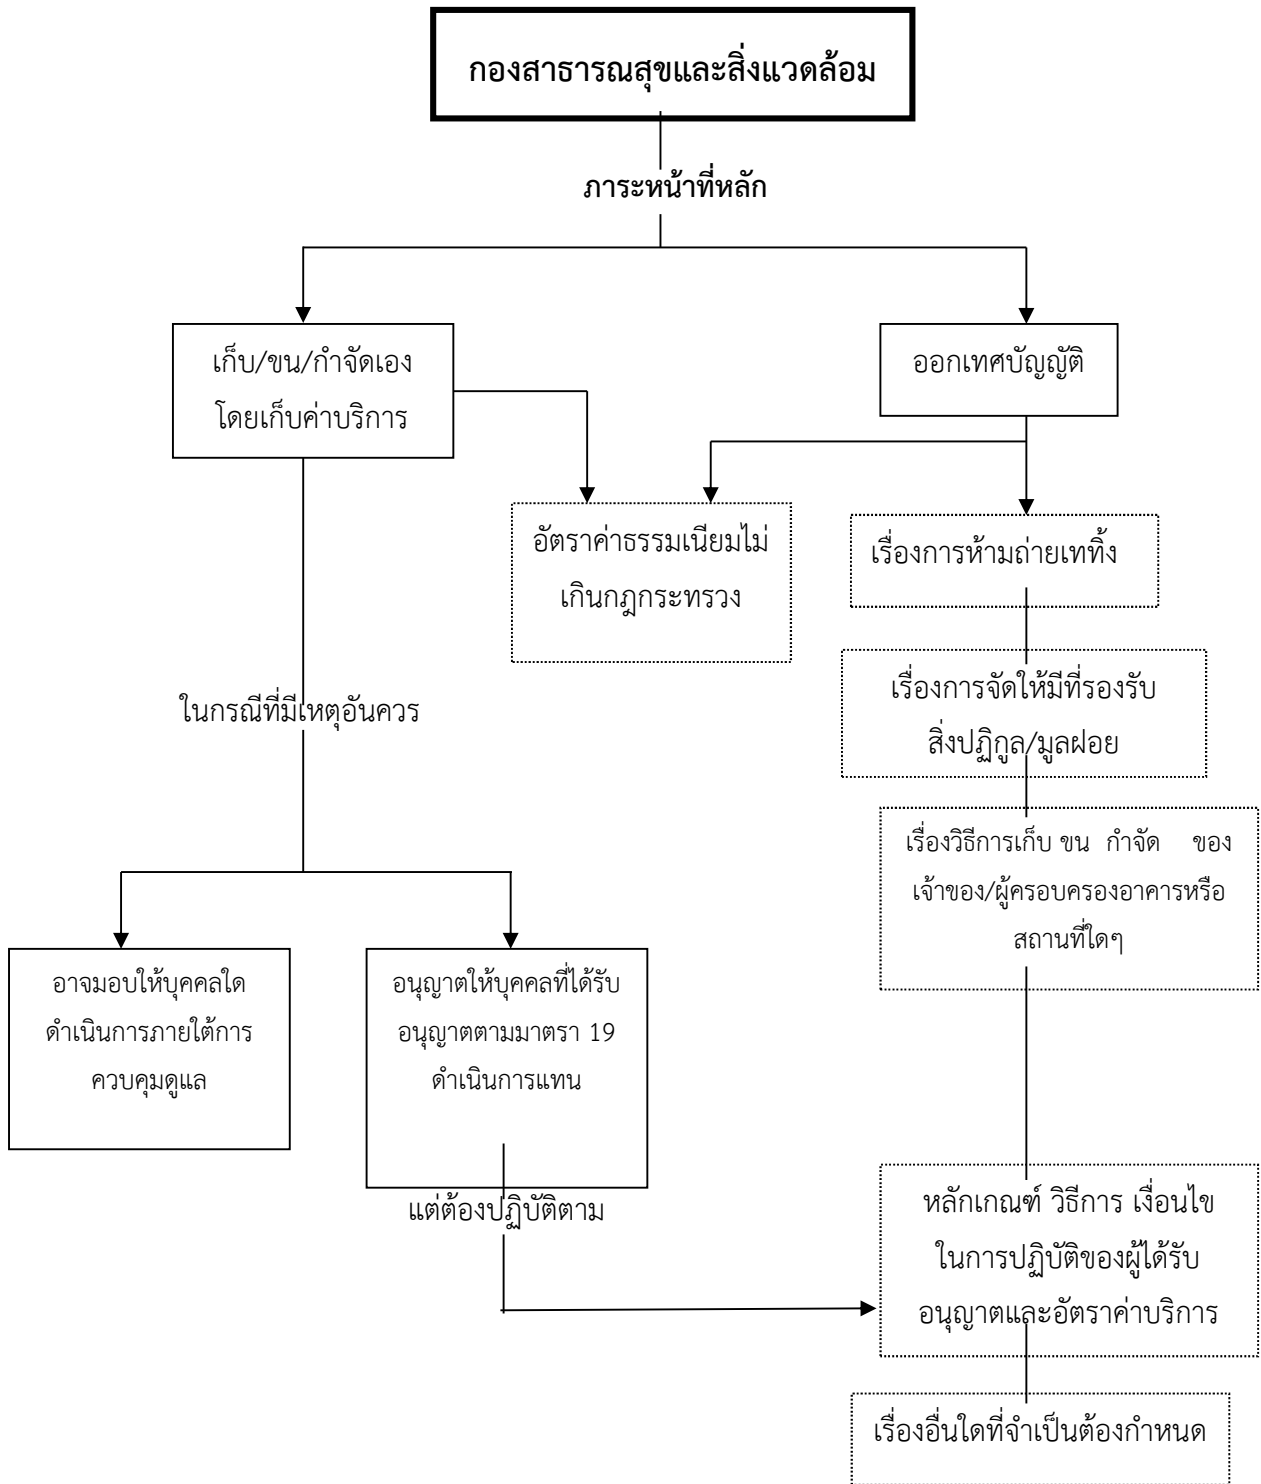 กองสาธารณสุขและสิ่งแวดล้อม
ภาระหน้าที่หลัก
เก็บ/ขน/กำจัดเอง
โดยเก็บค่าบริการ
ออกเทศบัญญัติ
อัตราค่าธรรมเนียมไม่
เกินกฎกระทรวง
เรื่องการห้ามถ่ายเททิ้ง
เรื่องการจัดให้มีที่รองรับ
สิ่งปฏิกูล/มูลฝอย
ในกรณีที่มีเหตุอันควร
เรื่องวิธีการเก็บ ขน กำจัด ของ
เจ้าของ/ผู้ครอบครองอาคารหรือ
สถานที่ใดๆ
อาจมอบให้บุคคลใด
ดำเนินการภายใต้การ
ควบคุมดูแล
อนุญาตให้บุคคลที่ได้รับ
อนุญาตตามมาตรา 19
ดำเนินการแทน
แต่ต้องปฏิบัติตาม
หลักเกณฑ์ วิธีการ เงื่อนไข
ในการปฏิบัติของผู้ได้รับ
อนุญาตและอัตราค่าบริการ
เรื่องอื่นใดที่จำเป็นต้องกำหนด